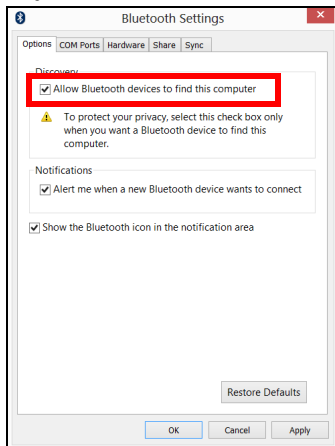 Bluetooth Settings
Options COM Ports Hardware Share Sync
Discovery
Allow Bluetooth devices to find this computer
To protect your privacy, select this check box only
when you want a Bluetooth device to find this
computer.
Notifications
Alert me when a new Bluetooth device wants to connect
Show the Bluetooth icon in the notification area
Restore Defaults
OK Cancel Apply